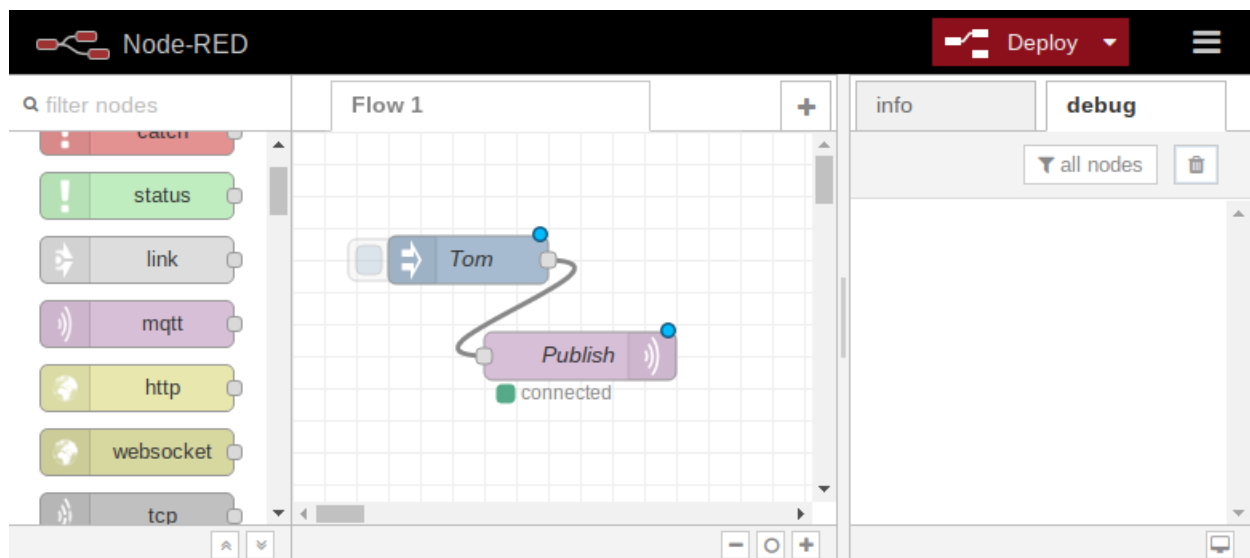 Node-RED
Deploy
filter nodes
Flow 1
info
debug
catch
all nodes
status
Tom
link
mqtt
Publish
http
connected
websocket
tcp